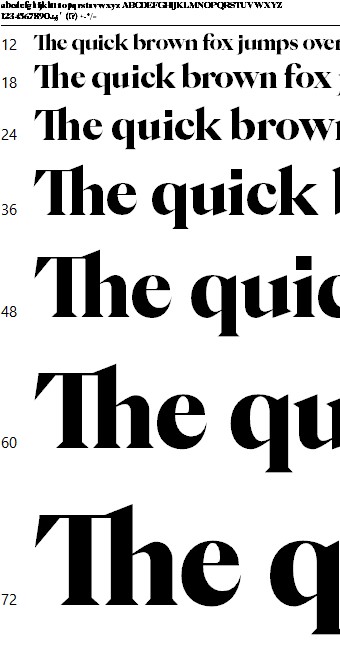 abcdefghijklmnopqrstuvwxyz ABCDEFGHIJKLMNOPQRSTUVWXYZ
1234567890
12 The quick brown fox jumps over
18 The quick brown fox
24 The quick brown
36 The quick
48 The quic
60 The qu
72 The q